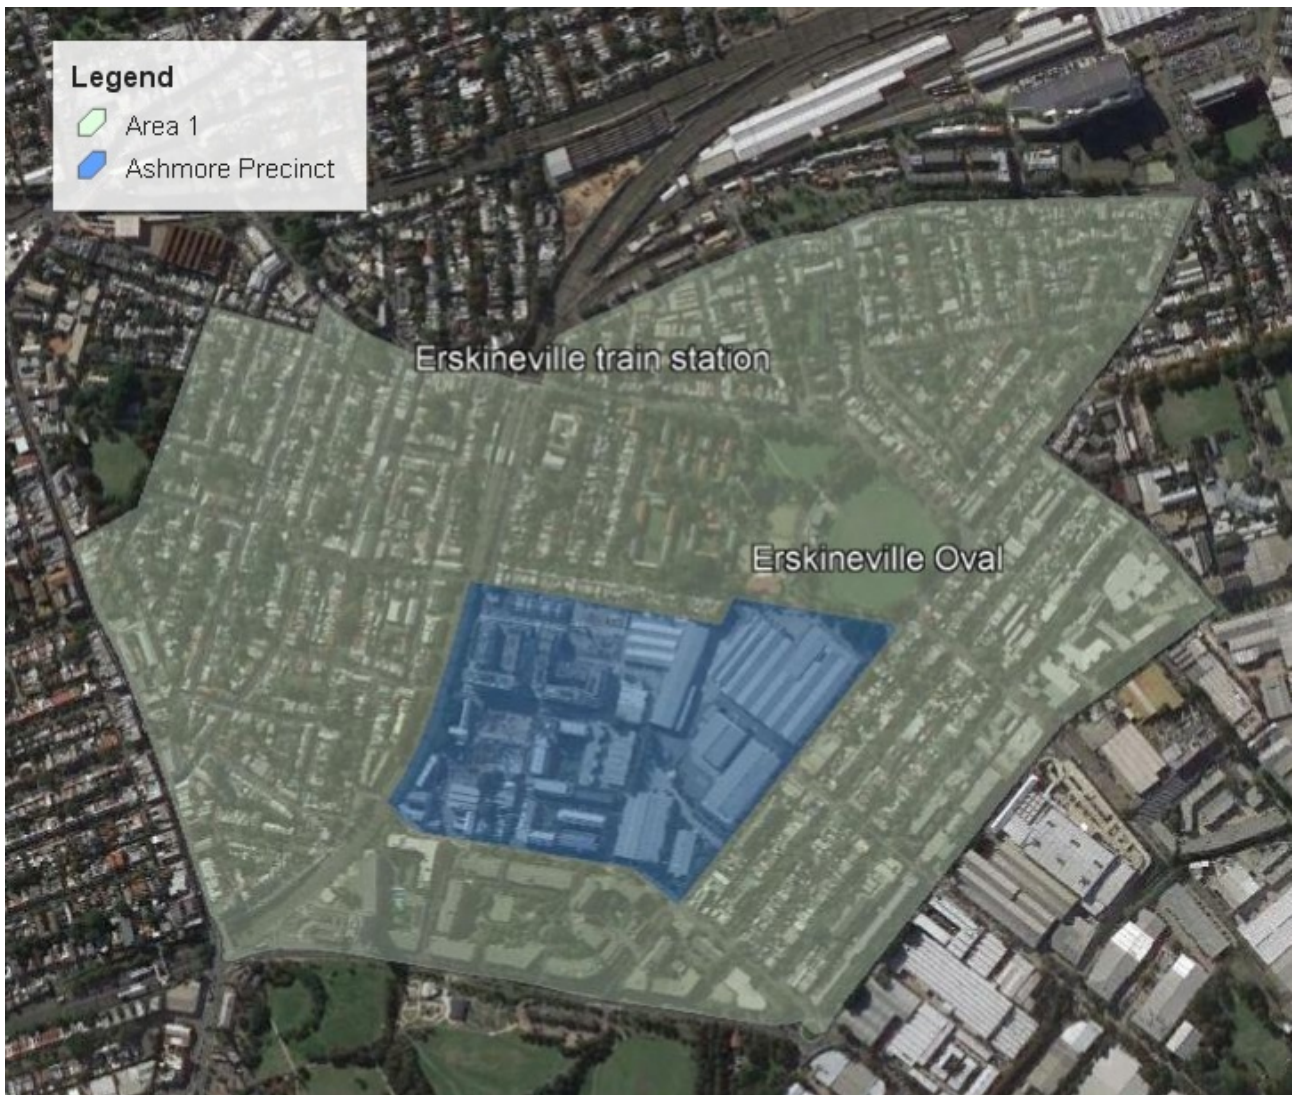 Legend
Area 1
Ashmore Precinct
Erskineville train station
Erskineville Oval